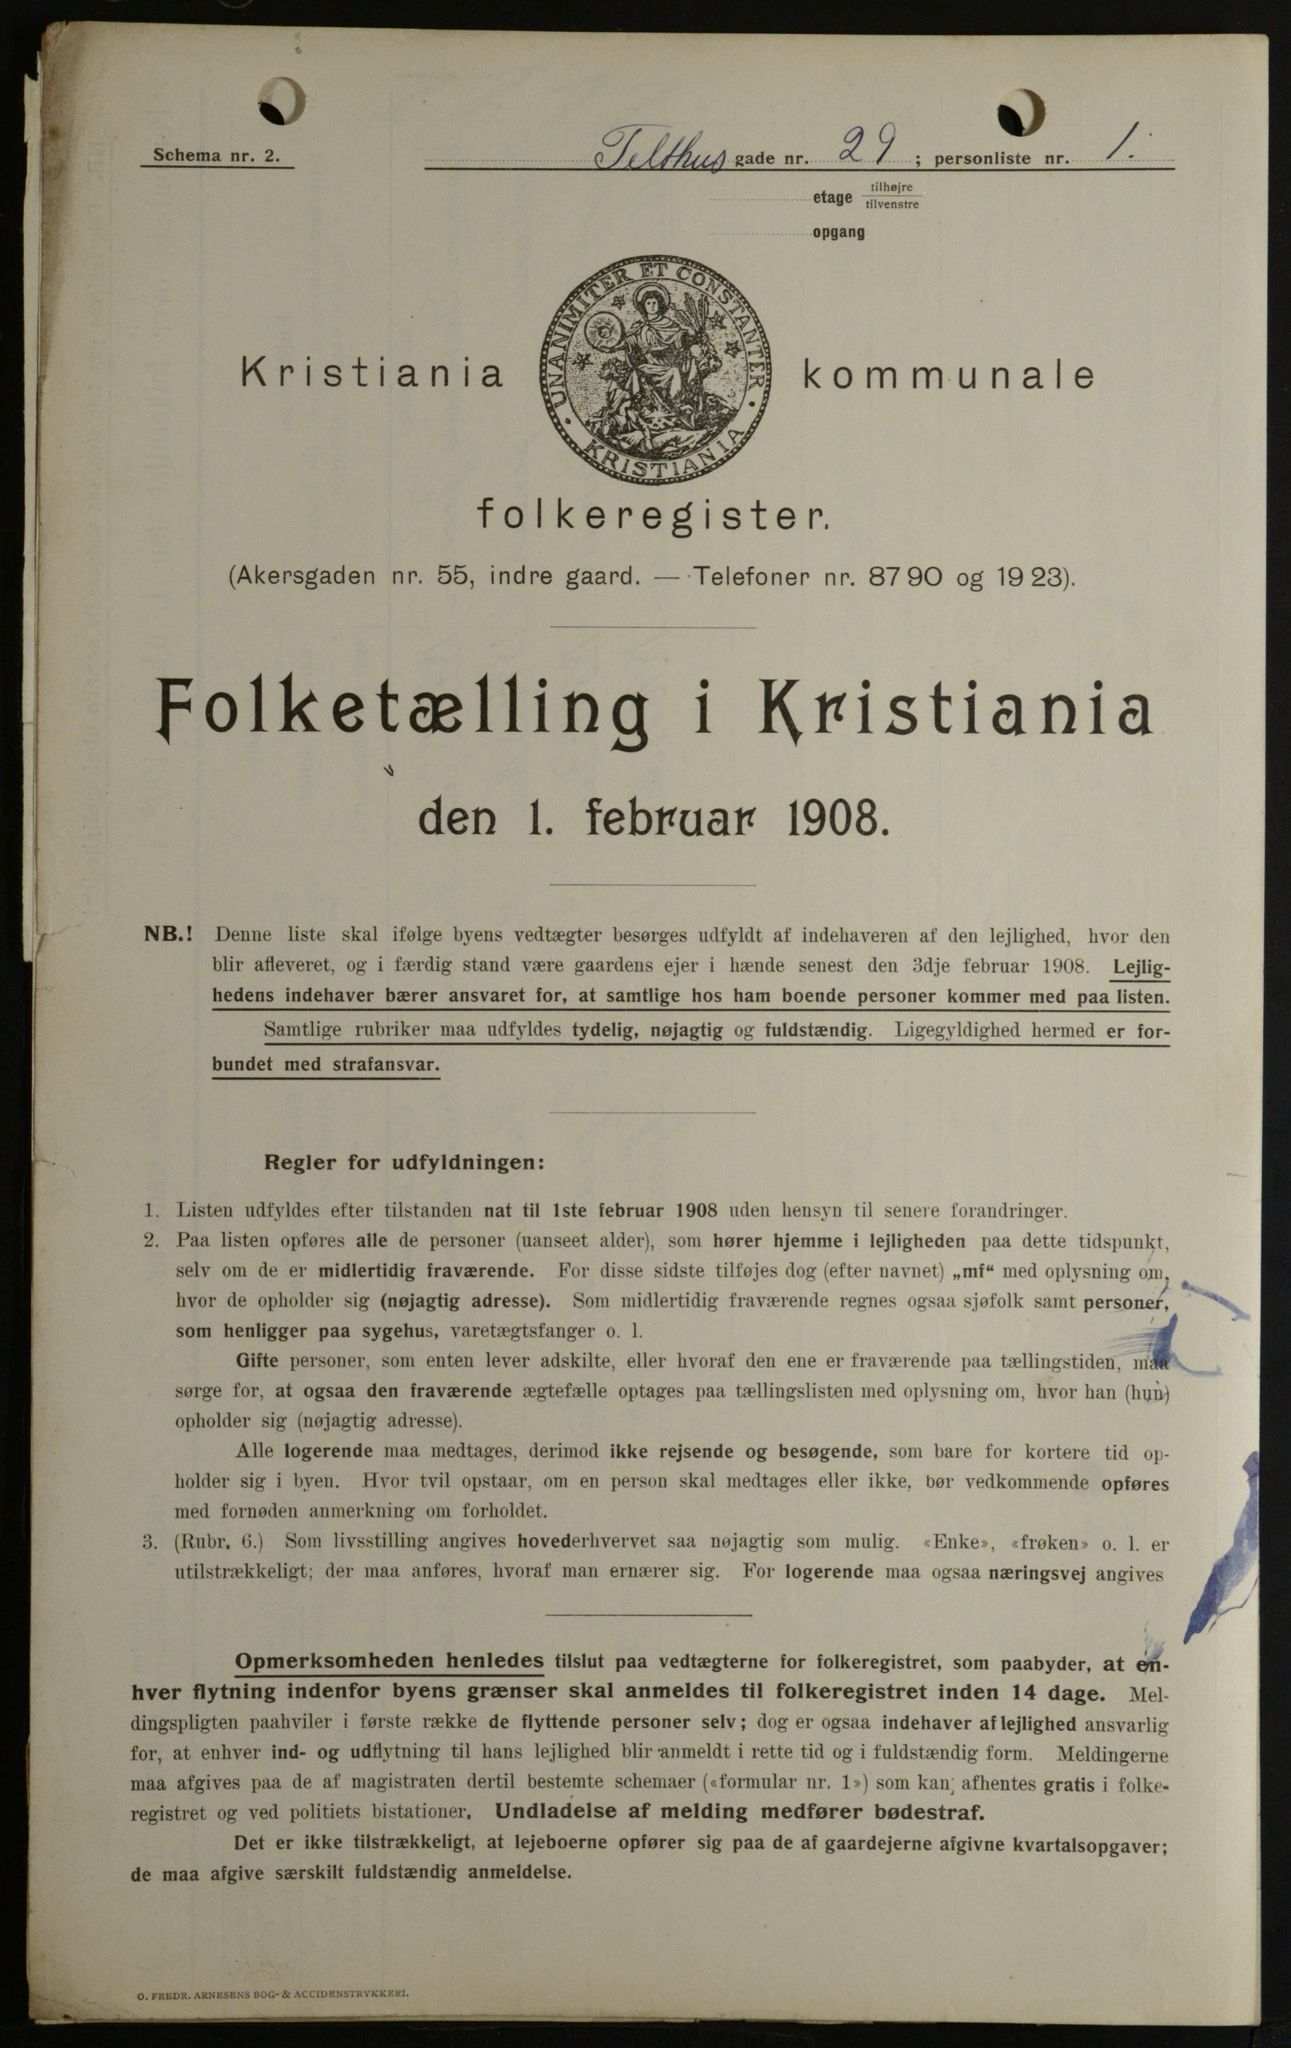 Schema nr. 2.
Telthus gade nr. 29 ; personliste nr. 1.
etage tilhøjre
tilvenstre
opgang
UNANIMITER ET CONSTANTER
KRISTIANIA
Kristiania kommunale
folkeregister.
(Akersgaden nr. 55, indre gaard. — Telefoner nr. 87 90 og 19 23).
Folketælling i Kristiania
den 1. februar 1908.
NB.! Denne liste skal ifølge byens vedtægter besørges udfyldt af indehaveren af den lejlighed, hvor den
blir afleveret, og i færdig stand være gaardens ejer i hænde senest den 3dje februar 1908. Lejlig-
hedens indehaver bærer ansvaret for, at samtlige hos ham boende personer kommer med paa listen.
Samtlige rubriker maa udfyldes tydelig, nøjagtig og fuldstændig. Ligegyldighed hermed er for-
bundet med strafansvar.
Regler for udfyldningen:
1. Listen udfyldes efter tilstanden nat til 1ste februar 1908 uden hensyn til senere forandringer.
2. Paa listen opføres alle de personer (uanseet alder), som hører hjemme i lejligheden paa dette tidspunkt,
selv om de er midlertidig fraværende. For disse sidste tilføjes dog (efter navnet) „mf“ med oplysning om,
hvor de opholder sig (nøjagtig adresse). Som midlertidig fraværende regnes ogsaa sjøfolk samt personer,
som henligger paa sygehus, varetægtsfanger o. l.
Gifte personer, som enten lever adskilte, eller hvoraf den ene er fraværende paa tællingstiden, maa
sørge for, at ogsaa den fraværende ægtefælle optages paa tællingslisten med oplysning om, hvor han (hun)
opholder sig (nøjagtig adresse).
Alle logerende maa medtages, derimod ikke rejsende og besøgende, som bare for kortere tid op-
holder sig i byen. Hvor tvil opstaar, om en person skal medtages eller ikke, bør vedkommende opføres
med fornøden anmerkning om forholdet.
3. (Rubr. 6.) Som livsstilling angives hovederhvervet saa nøjagtig som mulig. «Enke», «frøken» o. l. er
utilstrækkeligt; der maa anføres, hvoraf man ernærer sig. For logerende maa ogsaa næringsvej angives
Opmerksomheden henledes tilslut paa vedtægterne for folkeregistret, som paabyder, at en-
hver flytning indenfor byens grænser skal anmeldes til folkeregistret inden 14 dage. Mel-
dingspligten paahviler i første række de flyttende personer selv; dog er ogsaa indehaver af lejlighed ansvarlig
for, at enhver ind- og udflytning til hans lejlighed blir anmeldt i rette tid og i fuldstændig form. Meldingerne
maa afgives paa de af magistraten dertil bestemte schemaer («formular nr. 1») som kan afhentes gratis i folke-
registret og ved politiets bistationer. Undladelse af melding medfører bødestraf.
Det er ikke tilstrækkeligt, at lejeboerne opfører sig paa de af gaardejerne afgivne kvartalsopgaver;
de maa afgive særskilt fuldstændig anmeldelse.
O. FREDR. ARNESENS BOG- & ACCIDENSTRYKKERI.